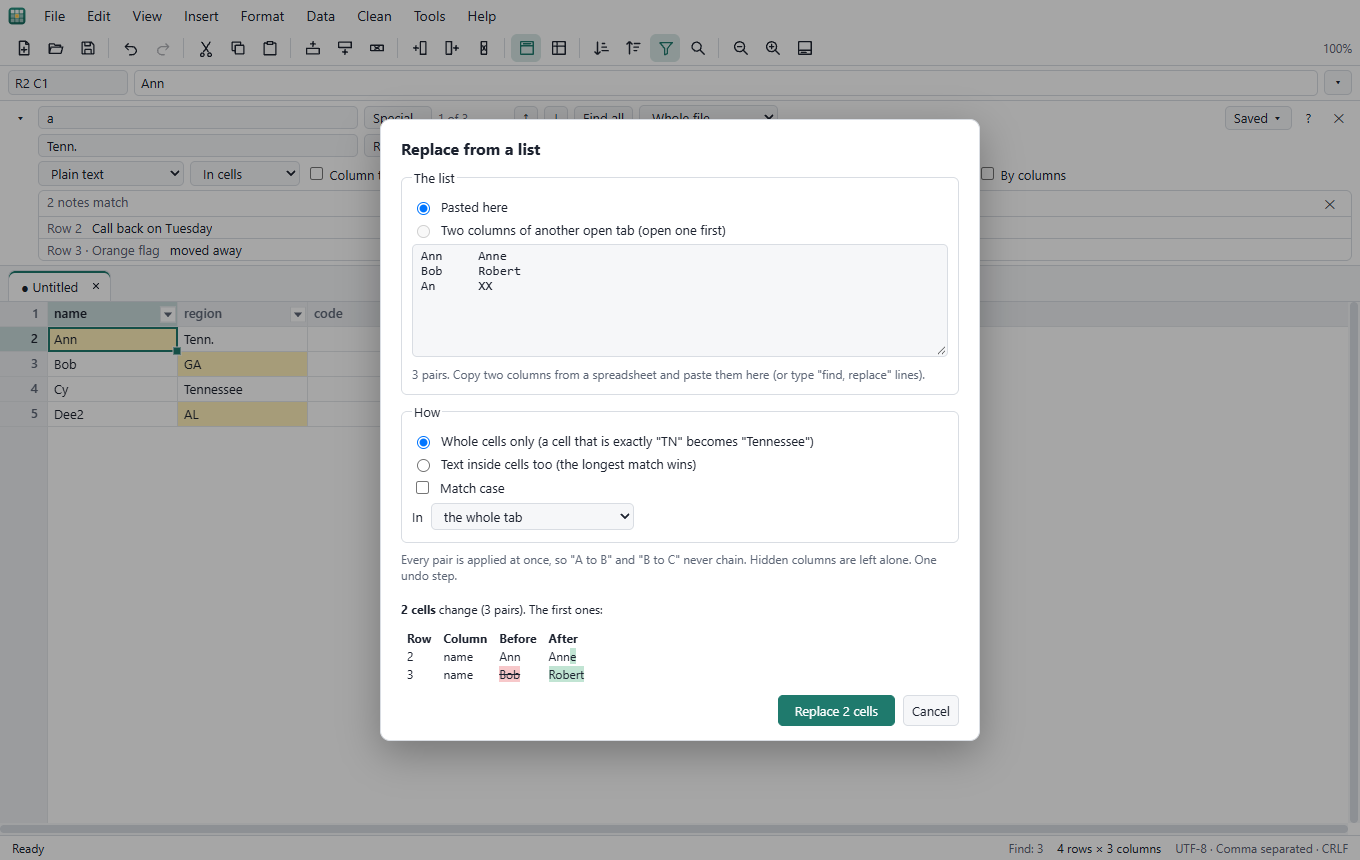 File Edit View Insert Format Data Clean Tools Help
100%
R2 C1 Ann
a Special 1 of 3 Find all Whole file Saved ?
Tenn.
Plain text In cells Column By columns
2 notes match
Row 2 Call back on Tuesday
Row 3 · Orange flag moved away
● Untitled ×
1 name region code
2 Ann Tenn.
3 Bob GA
4 Cy Tennessee
5 Dee2 AL
Replace from a list
The list
Pasted here
Two columns of another open tab (open one first)
Ann Anne
Bob Robert
An XX
3 pairs. Copy two columns from a spreadsheet and paste them here (or type "find, replace" lines).
How
Whole cells only (a cell that is exactly "TN" becomes "Tennessee")
Text inside cells too (the longest match wins)
Match case
In the whole tab
Every pair is applied at once, so "A to B" and "B to C" never chain. Hidden columns are left alone. One
undo step.
2 cells change (3 pairs). The first ones:
Row Column Before After
2 name Ann Anne
3 name Bob Robert
Replace 2 cells Cancel
Ready Find: 3 4 rows × 3 columns UTF-8 · Comma separated · CRLF